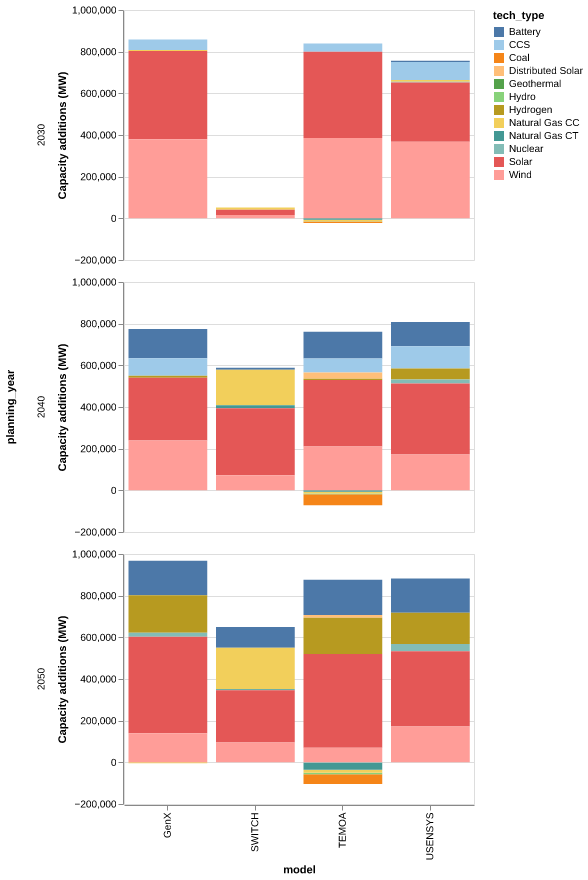 tech_type
Battery
CCS
Coal
Distributed Solar
Geothermal
Hydro
Hydrogen
Natural Gas CC
Natural Gas CT
Nuclear
Solar
Wind
planning_year
2030
Capacity additions (MW)
1,000,000
800,000
600,000
400,000
200,000
0
−200,000
2040
Capacity additions (MW)
1,000,000
800,000
600,000
400,000
200,000
0
−200,000
2050
Capacity additions (MW)
1,000,000
800,000
600,000
400,000
200,000
0
−200,000
GenX
SWITCH
TEMOA
USENSYS
model